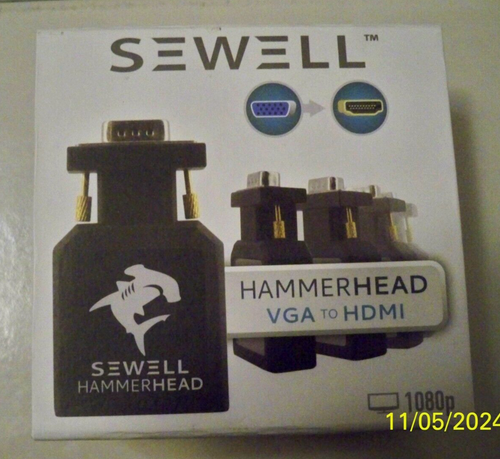 SEWELL™
HAMMERHEAD
VGA TO HDMI
SEWELL
HAMMERHEAD
1080p
11/05/2024